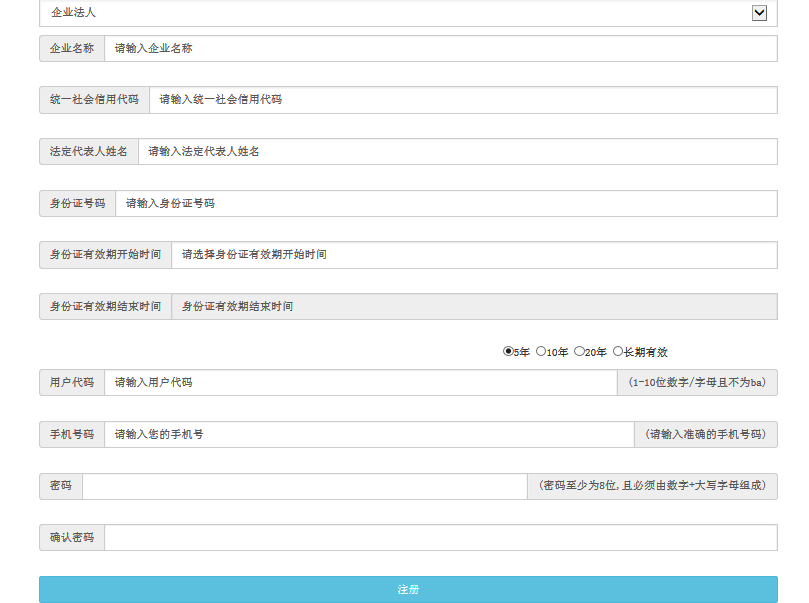 企业法人
企业名称 请输入企业名称
统一社会信用代码 请输入统一社会信用代码
法定代表人姓名 请输入法定代表人姓名
身份证号码 请输入身份证号码
身份证有效期开始时间 请选择身份证有效期开始时间
身份证有效期结束时间 身份证有效期结束时间
5年 10年 20年 长期有效
用户代码 请输入用户代码 (1-10位数字/字母且不为ba)
手机号码 请输入您的手机号 (请输入准确的手机号码)
密码 (密码至少为8位,且必须由数字+大写字母组成)
确认密码
注册